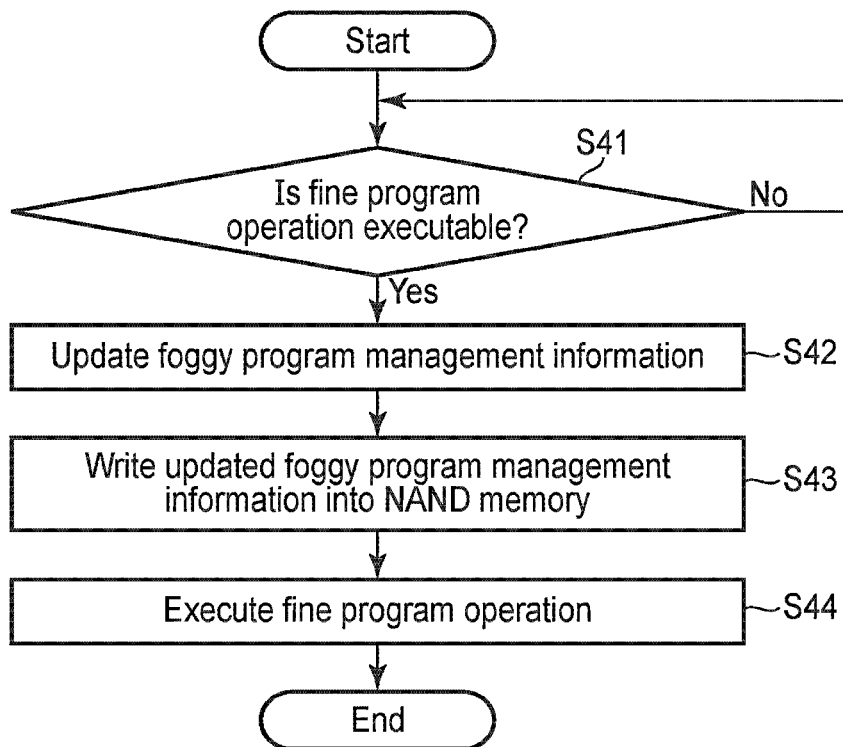 Start
S41
Is fine program
operation executable?
No
Yes
Update foggy program management information
S42
Write updated foggy program management
information into NAND memory
S43
Execute fine program operation
S44
End